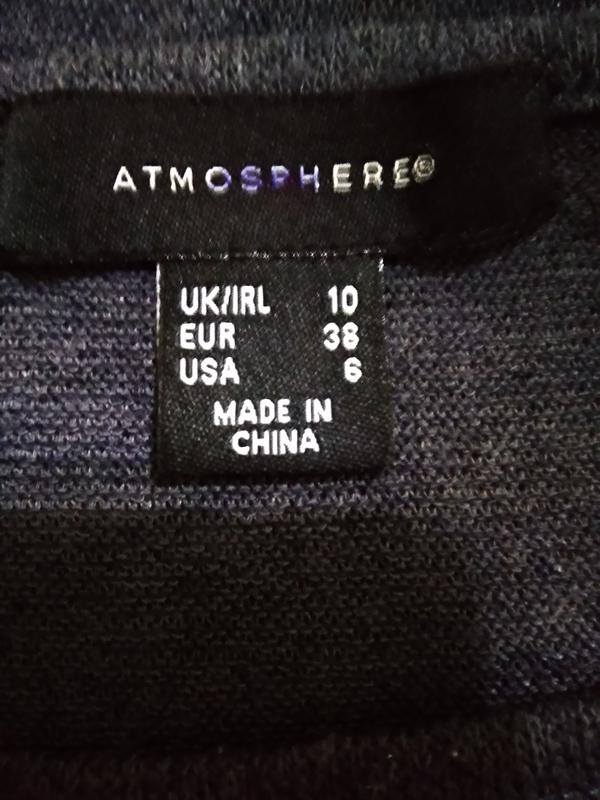 ATMOSPHERE®
UK/IRL 10
EUR 38
USA 6
MADE IN
CHINA